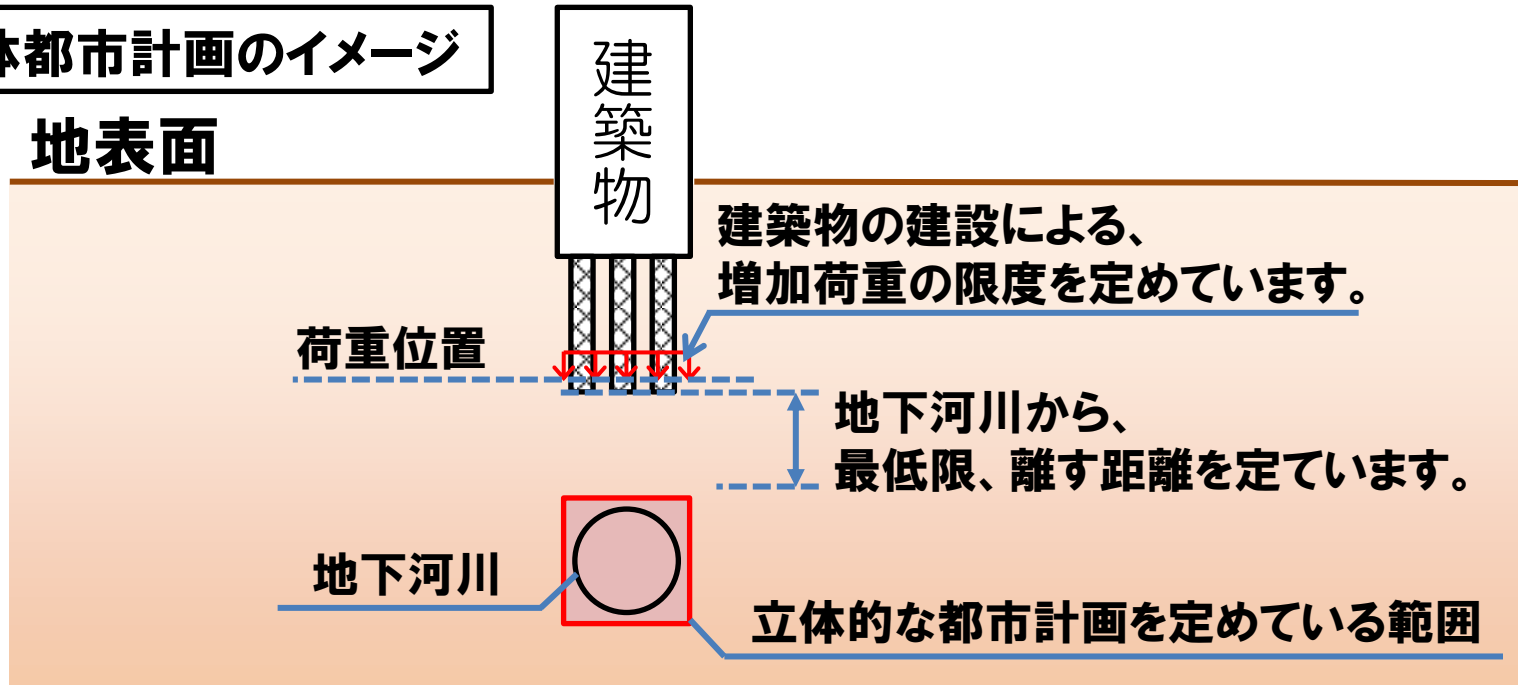 体都市計画のイメージ
地表面
建築物
建築物の建設による、
増加荷重の限度を定めています。
荷重位置
地下河川から、
最低限、離す距離を定ています。
地下河川
立体的な都市計画を定めている範囲